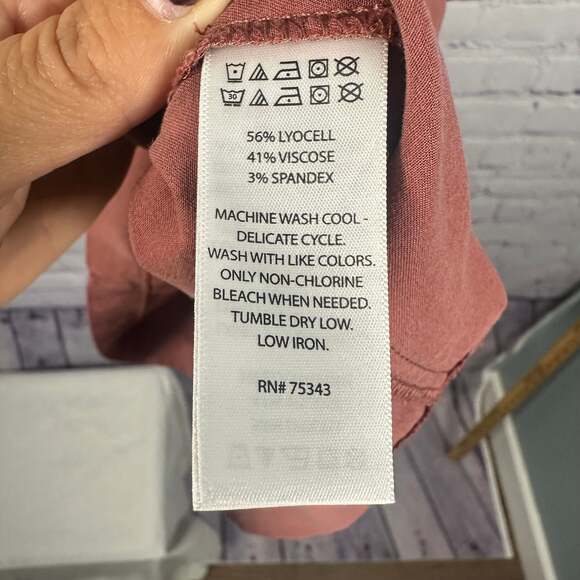 30
56% LYOCELL
41% VISCOSE
3% SPANDEX
MACHINE WASH COOL -
DELICATE CYCLE.
WASH WITH LIKE COLORS.
ONLY NON-CHLORINE
BLEACH WHEN NEEDED.
TUMBLE DRY LOW.
LOW IRON.
RN# 75343